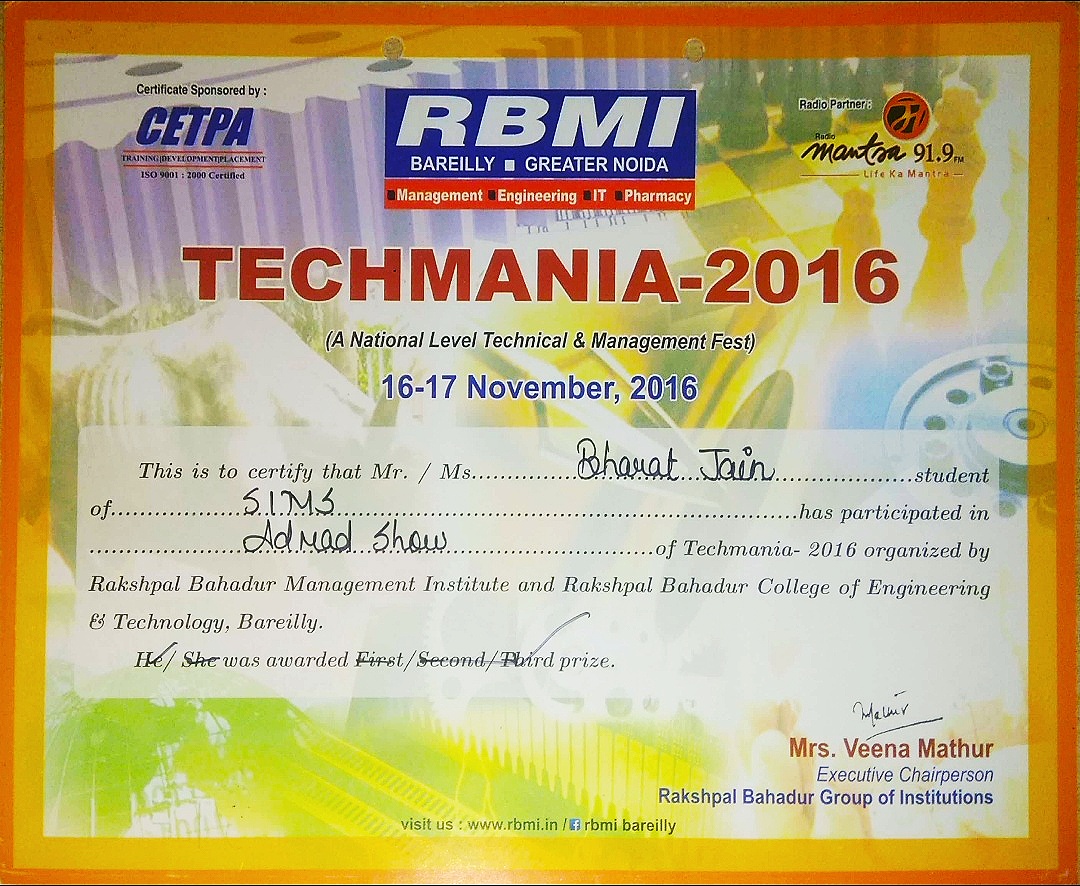 Certificate Sponsored by :
CETPA
TRAINING|DEVELOPMENT|PLACEMENT
ISO 9001 : 2000 Certified
RBMI
BAREILLY ■ GREATER NOIDA
■Management ■Engineering ■IT ■Pharmacy
Radio Partner :
Radio
Mantra 91.9 FM
Life Ka Mantra
TECHMANIA-2016
(A National Level Technical & Management Fest)
16-17 November, 2016
This is to certify that Mr. / Ms. Bharat Jain student
of S.I.M.S has participated in
Admad Show of Techmania- 2016 organized by
Rakshpal Bahadur Management Institute and Rakshpal Bahadur College of Engineering
& Technology, Bareilly.
He/ She was awarded First/Second/Third prize.
Mrs. Veena Mathur
Executive Chairperson
Rakshpal Bahadur Group of Institutions
visit us : www.rbmi.in / f rbmi bareilly